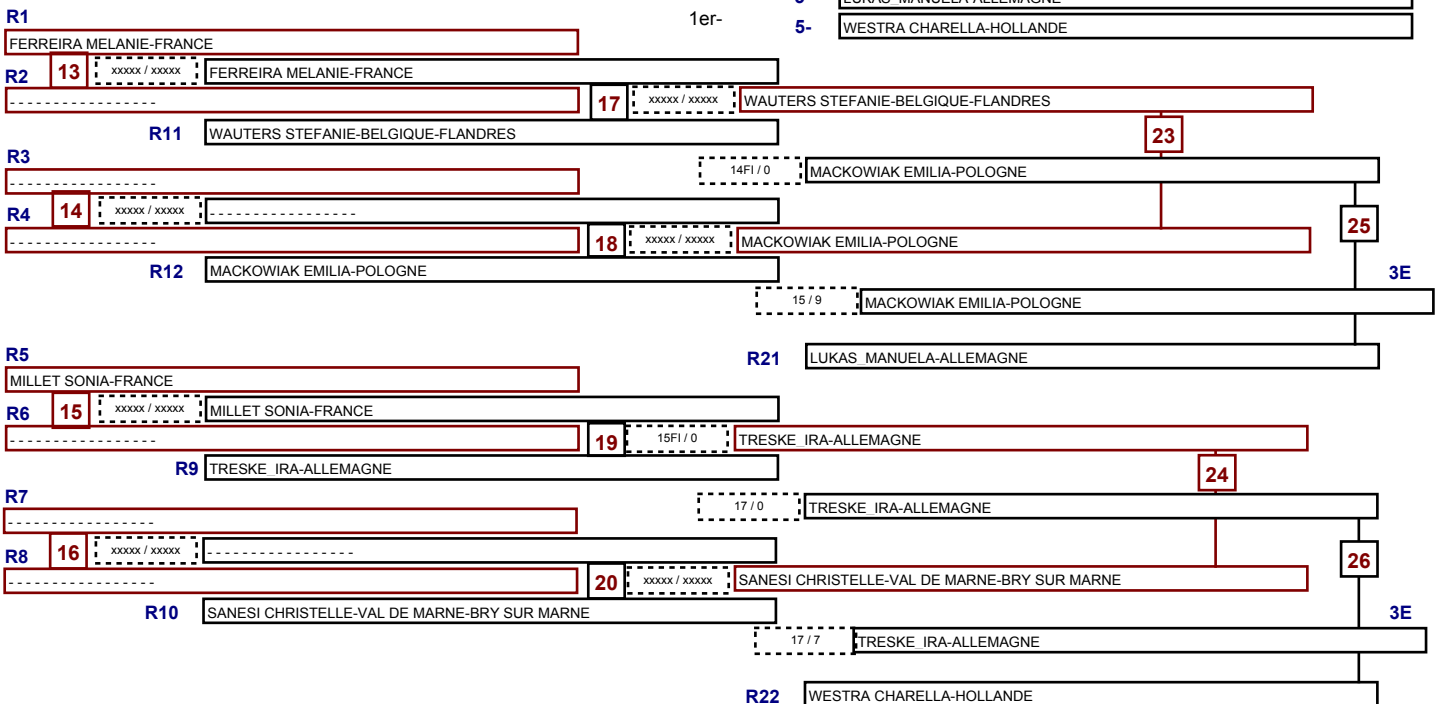 R1
1er-
5- WESTRA CHARELLA-HOLLANDE
FERREIRA MELANIE-FRANCE
R2 13 xxxxx / xxxxx FERREIRA MELANIE-FRANCE
- - - - - - - - - - - - - - - - - 17 xxxxx / xxxxx WAUTERS STEFANIE-BELGIQUE-FLANDRES
R11 WAUTERS STEFANIE-BELGIQUE-FLANDRES
23
R3
14FI / 0 MACKOWIAK EMILIA-POLOGNE
- - - - - - - - - - - - - - - - -
R4 14 xxxxx / xxxxx - - - - - - - - - - - - - - - - -
25
- - - - - - - - - - - - - - - - - 18 xxxxx / xxxxx MACKOWIAK EMILIA-POLOGNE
R12 MACKOWIAK EMILIA-POLOGNE
3E
15 / 9 MACKOWIAK EMILIA-POLOGNE
R5
R21 LUKAS_MANUELA-ALLEMAGNE
MILLET SONIA-FRANCE
R6 15 xxxxx / xxxxx MILLET SONIA-FRANCE
- - - - - - - - - - - - - - - - - 19 15FI / 0 TRESKE_IRA-ALLEMAGNE
R9 TRESKE_IRA-ALLEMAGNE
24
R7
17 / 0 TRESKE_IRA-ALLEMAGNE
- - - - - - - - - - - - - - - - -
R8 16 xxxxx / xxxxx - - - - - - - - - - - - - - - - -
26
- - - - - - - - - - - - - - - - - 20 xxxxx / xxxxx SANESI CHRISTELLE-VAL DE MARNE-BRY SUR MARNE
R10 SANESI CHRISTELLE-VAL DE MARNE-BRY SUR MARNE
3E
17 / 7 TRESKE_IRA-ALLEMAGNE
R22 WESTRA CHARELLA-HOLLANDE